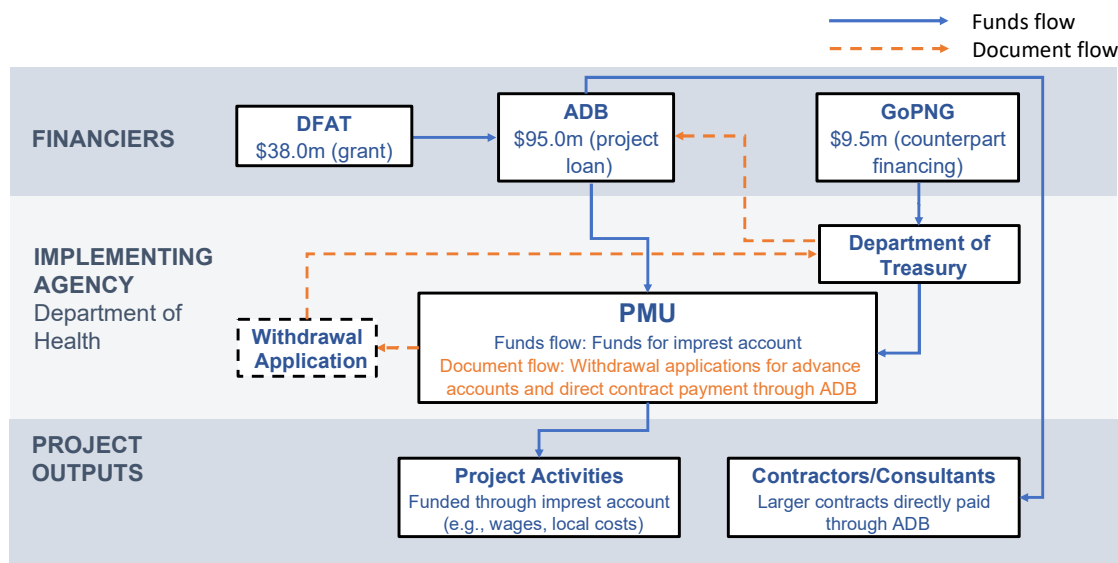 Funds flow
Document flow
FINANCIERS
DFAT
$38.0m (grant)
ADB
$95.0m (project
loan)
GoPNG
$9.5m (counterpart
financing)
IMPLEMENTING
AGENCY
Department of
Health
Department of
Treasury
Withdrawal
Application
PMU
Funds flow: Funds for imprest account
Document flow: Withdrawal applications for advance
accounts and direct contract payment through ADB
PROJECT
OUTPUTS
Project Activities
Funded through imprest account
(e.g., wages, local costs)
Contractors/Consultants
Larger contracts directly paid
through ADB